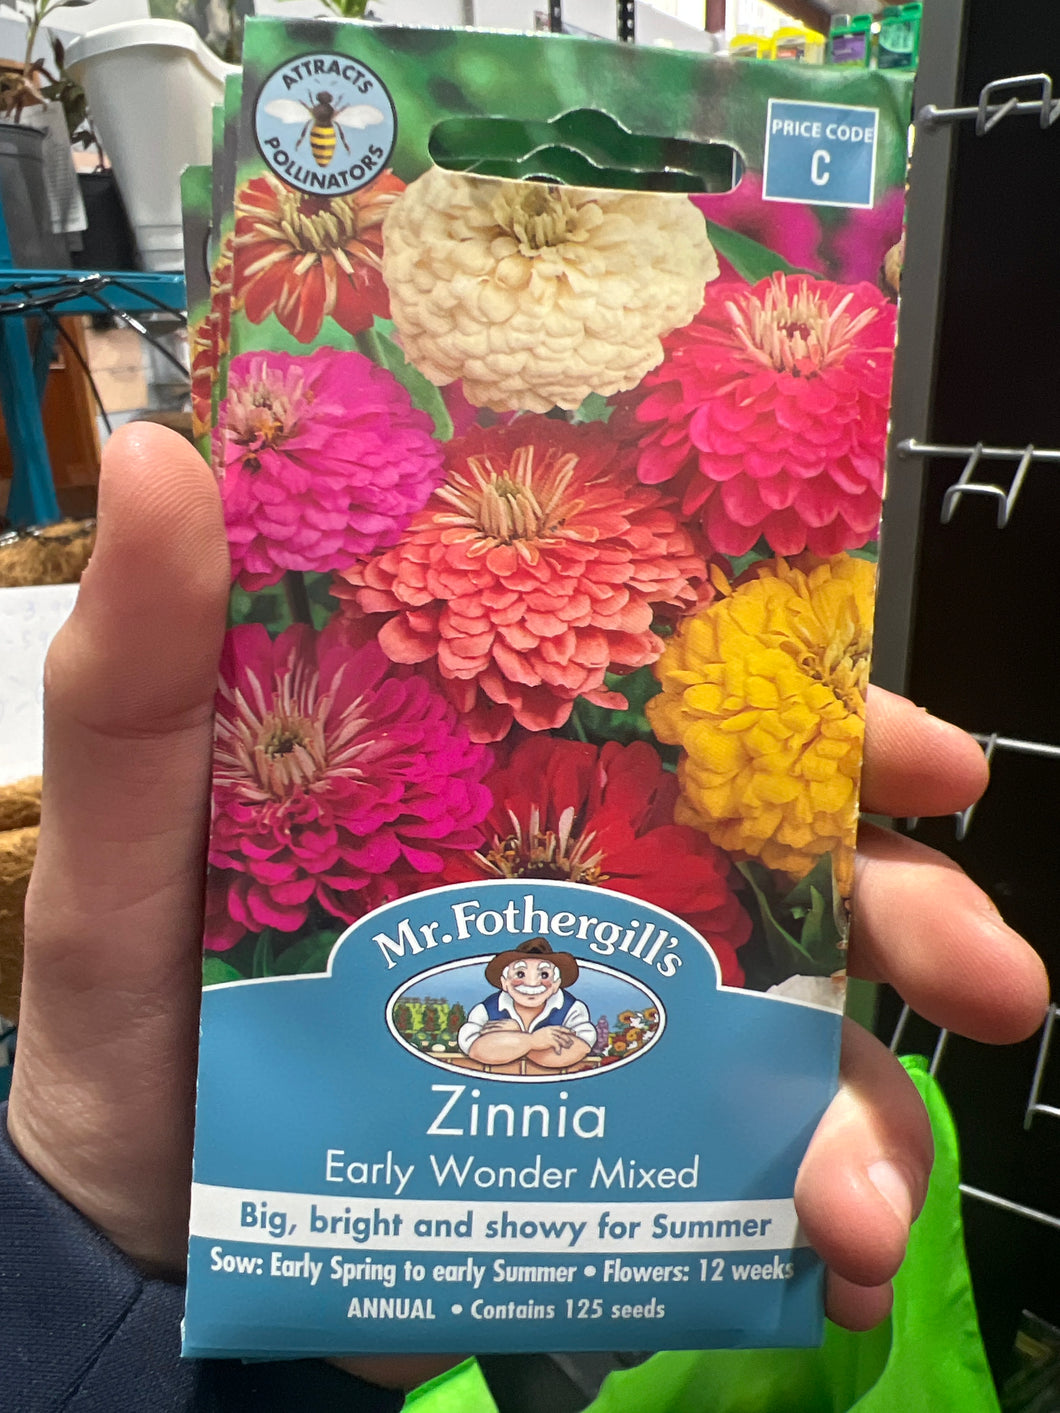 ATTRACTS
POLLINATORS
PRICE CODE
C
Mr. Fothergill's
Zinnia
Early Wonder Mixed
Big, bright and showy for Summer
Sow: Early Spring to early Summer • Flowers: 12 weeks
ANNUAL • Contains 125 seeds